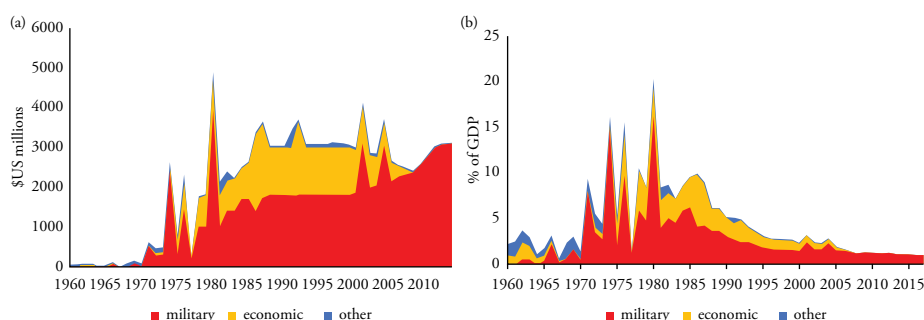 (a)
$US millions
6000
5000
4000
3000
2000
1000
0
1960 1965 1970 1975 1980 1985 1990 1995 2000 2005 2010
military economic other
(b)
% of GDP
25
20
15
10
5
0
1960 1965 1970 1975 1980 1985 1990 1995 2000 2005 2010 2015
military economic other